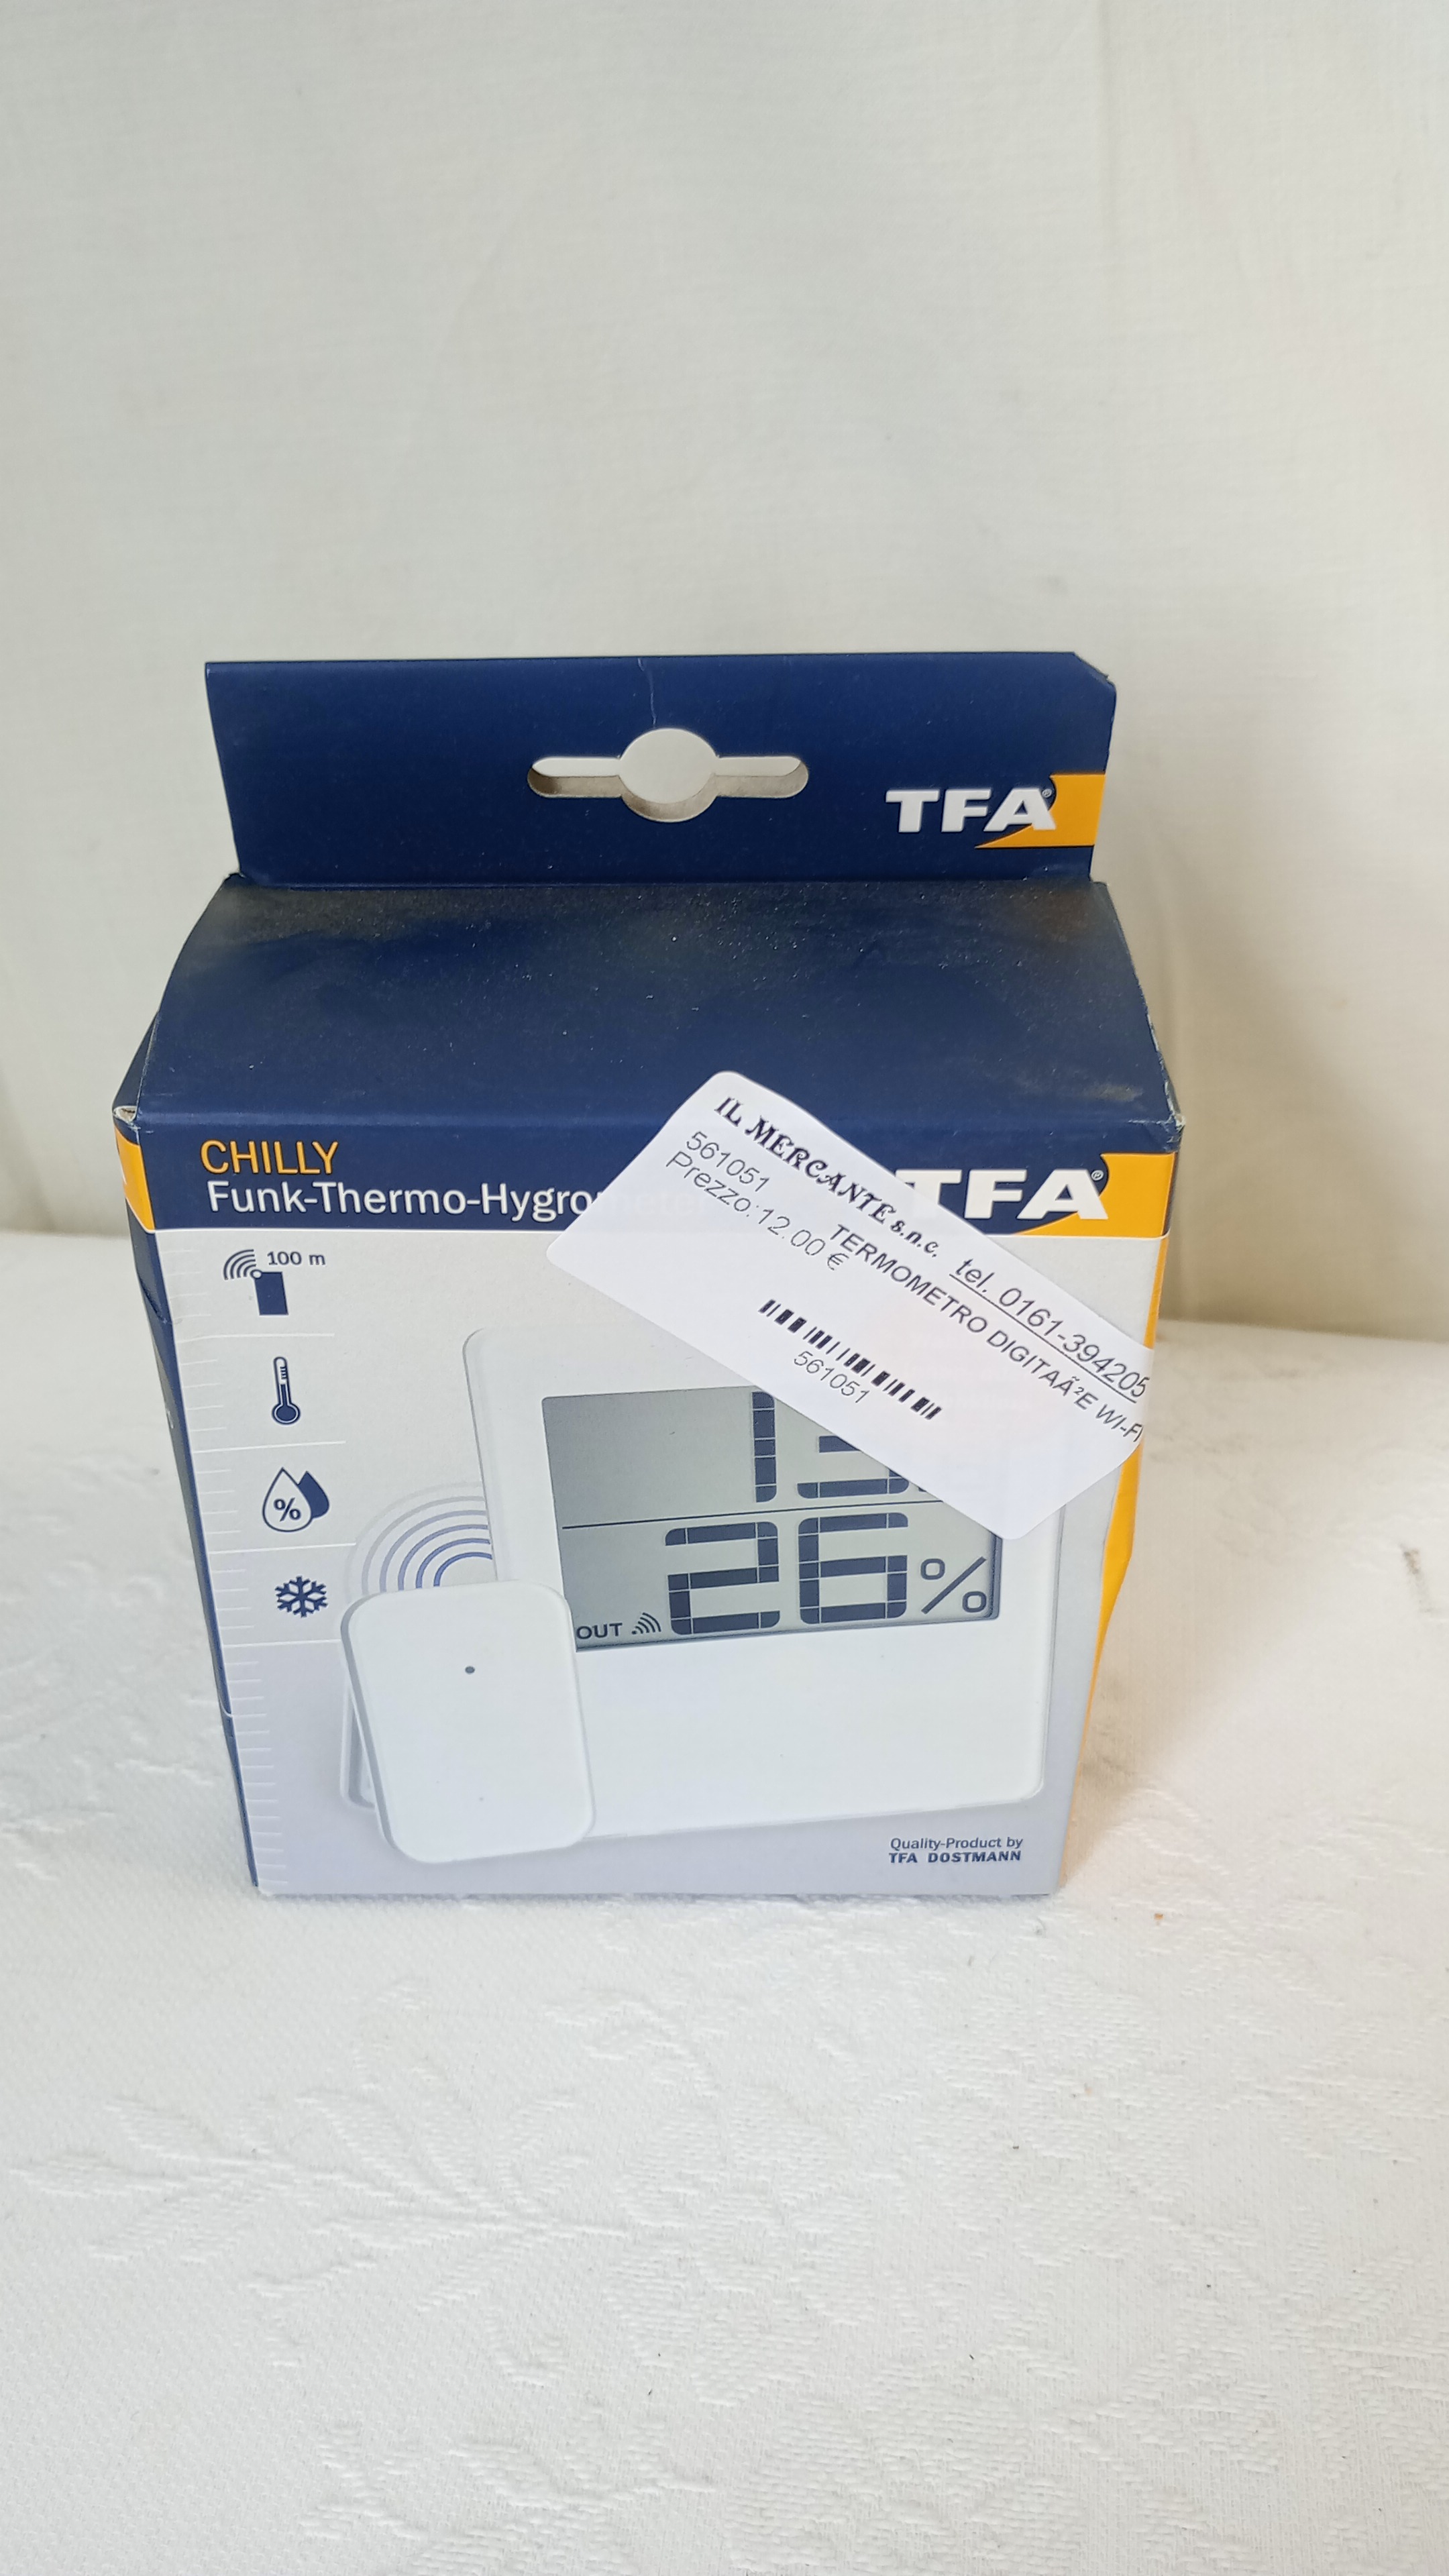 TFA®
CHILLY
Funk-Thermo-Hygrometer
TFA®
IL MERCANTE s.n.c. tel. 0161-394205
561051 TERMOMETRO DIGITAÃ²E WI-FI
Prezzo:12.00 €
561051
100 m
%
26%
OUT
Quality-Product by
TFA DOSTMANN